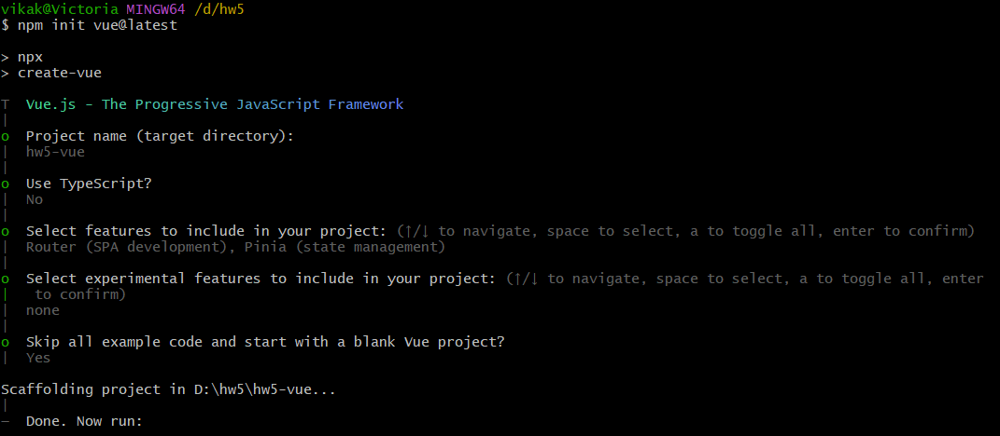 vikak@Victoria MINGW64 /d/hw5
$ npm init vue@latest
> npx
> create-vue
T  Vue.js - The Progressive JavaScript Framework
|
o  Project name (target directory):
|  hw5-vue
|
o  Use TypeScript?
|  No
|
o  Select features to include in your project: (↑/↓ to navigate, space to select, a to toggle all, enter to confirm)
|  Router (SPA development), Pinia (state management)
|
o  Select experimental features to include in your project: (↑/↓ to navigate, space to select, a to toggle all, enter
|   to confirm)
|  none
|
o  Skip all example code and start with a blank Vue project?
|  Yes
Scaffolding project in D:\hw5\hw5-vue...
|
—  Done. Now run: